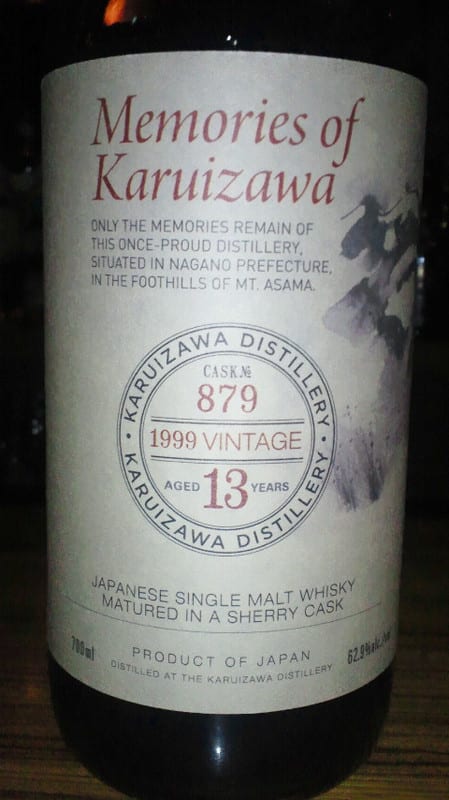 Memories of
Karuizawa
ONLY THE MEMORIES REMAIN OF
THIS ONCE-PROUD DISTILLERY,
SITUATED IN NAGANO PREFECTURE,
IN THE FOOTHILLS OF MT. ASAMA.
KARUIZAWA DISTILLERY
CASK №
879
1999 VINTAGE
AGED 13 YEARS
KARUIZAWA DISTILLERY
JAPANESE SINGLE MALT WHISKY
MATURED IN A SHERRY CASK
700ml PRODUCT OF JAPAN 62.9%alc./vol
DISTILLED AT THE KARUIZAWA DISTILLERY